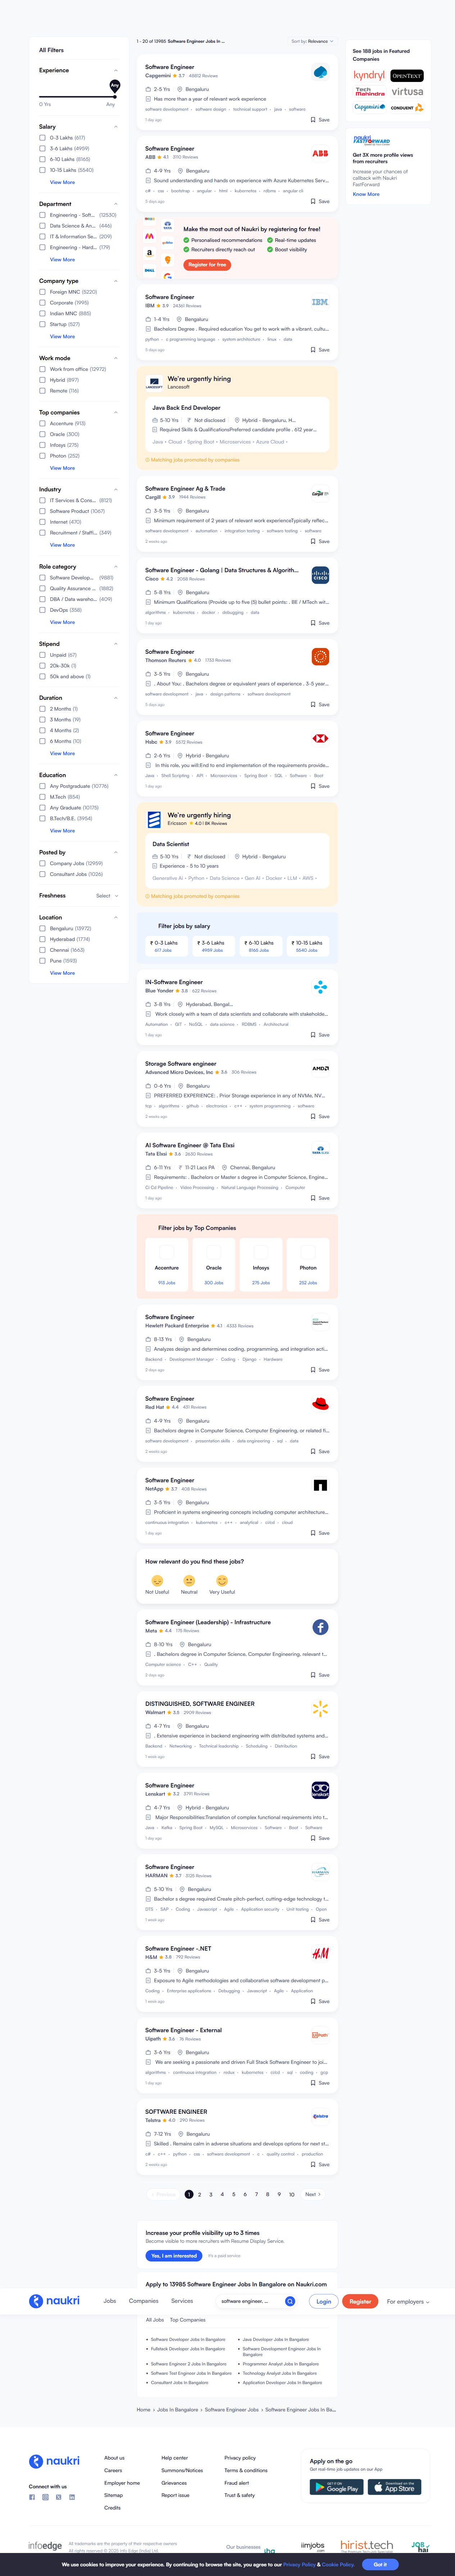 All Filters
Experience
Any
0 Yrs
Any
Salary
0-3 Lakhs (617)
3-6 Lakhs (4959)
6-10 Lakhs (8165)
10-15 Lakhs (5540)
View More
Department
Engineering - Soft... (12530)
Data Science & An... (446)
IT & Information Se... (209)
Engineering - Hard... (179)
View More
Company type
Foreign MNC (5220)
Corporate (1995)
Indian MNC (885)
Startup (527)
View More
Work mode
Work from office (12972)
Hybrid (897)
Remote (116)
Top companies
Accenture (913)
Oracle (300)
Infosys (275)
Photon (252)
View More
Industry
IT Services & Cons... (8121)
Software Product (1067)
Internet (470)
Recruitment / Staffi... (349)
View More
Role category
Software Develop... (9881)
Quality Assurance ... (1882)
DBA / Data wareho... (409)
DevOps (358)
View More
Stipend
Unpaid (67)
20k-30k (1)
50k and above (1)
Duration
2 Months (1)
3 Months (19)
4 Months (2)
6 Months (10)
View More
Education
Any Postgraduate (10776)
M.Tech (854)
Any Graduate (10175)
B.Tech/B.E. (3954)
View More
Posted by
Company Jobs (12959)
Consultant Jobs (1026)
Freshness
Select
Location
Bengaluru (13972)
Hyderabad (1774)
Chennai (1663)
Pune (1593)
View More
1 - 20 of 13985 Software Engineer Jobs In ...
Sort by: Relevance
Software Engineer
Capgemini 3.7 46802 Reviews
2-5 Yrs Bengaluru
Has more than a year of relevant work experience
software development · software design · technical support · java · software
1 day ago
Save
Software Engineer
ABB 4.1 3110 Reviews
ABB
4-9 Yrs Bengaluru
Sound understanding and hands on experience with Azure Kubernetes Serv...
c# · css · bootstrap · angular · html · kubernetes · rdbms · angular cli
5 days ago
Save
Make the most out of Naukri by registering for free!
Personalised recommendations
Real-time updates
Recruiters directly reach out
Boost visibility
Register for free
Software Engineer
IBM 3.9 24361 Reviews
IBM
1-4 Yrs Bengaluru
Bachelors Degree . Required education You get to work with a vibrant, cultu...
python · c programming language · system architecture · linux · data
5 days ago
Save
We're urgently hiring
Lancesoft
Java Back End Developer
5-10 Yrs Not disclosed Hybrid - Bengaluru, H...
Required Skills & QualificationsPreferred candidate profile . 612 year...
Java · Cloud · Spring Boot · Microservices · Azure Cloud ·
Matching jobs promoted by companies
Software Engineer Ag & Trade
Cargill 3.9 1944 Reviews
Cargill
3-5 Yrs Bengaluru
Minimum requirement of 2 years of relevant work experienceTypically reflec...
software development · automation · integration testing · software testing · software
2 weeks ago
Save
Software Engineer - Golang | Data Structures & Algorith...
Cisco 4.2 2058 Reviews
CISCO
5-8 Yrs Bengaluru
Minimum Qualifications (Provide up to five (5) bullet points: . BE / MTech wit...
algorithms · kubernetes · docker · debugging · data
1 day ago
Save
Software Engineer
Thomson Reuters 4.0 1733 Reviews
3-5 Yrs Bengaluru
. About You: . Bachelors degree or equivalent years of experience . 3-5 year...
software development · java · design patterns · software development
5 days ago
Save
Software Engineer
Hsbc 3.9 5572 Reviews
2-6 Yrs Hybrid - Bengaluru
In this role, you will:End to end implementation of the requirements provide...
Java · Shell Scripting · API · Microservices · Spring Boot · SQL · Software · Boot
1 day ago
Save
We're urgently hiring
Ericsson 4.0 | 6K Reviews
Data Scientist
5-10 Yrs Not disclosed Hybrid - Bengaluru
Experience - 5 to 10 years
Generative Ai · Python · Data Science · Gen AI · Docker · LLM · AWS ·
Matching jobs promoted by companies
Filter jobs by salary
₹ 0-3 Lakhs
617 Jobs
₹ 3-6 Lakhs
4959 Jobs
₹ 6-10 Lakhs
8165 Jobs
₹ 10-15 Lakhs
5540 Jobs
IN-Software Engineer
Blue Yonder 3.8 622 Reviews
3-8 Yrs Hyderabad, Bengal...
Work closely with a team of data scientists and collaborate with stakeholde...
Automation · GIT · NoSQL · data science · RDBMS · Architectural
1 day ago
Save
Storage Software engineer
Advanced Micro Devices, Inc 3.6 306 Reviews
AMD
0-6 Yrs Bengaluru
PREFERRED EXPERIENCE: . Prior Storage experience in any of NVMe, NV-...
tcp · algorithms · github · electronics · c++ · system programming · software
2 weeks ago
Save
AI Software Engineer @ Tata Elxsi
Tata Elxsi 3.6 2630 Reviews
6-11 Yrs 11-21 Lacs PA Chennai, Bengaluru
Requirements: . Bachelors or Master s degree in Computer Science, Engine...
Ci Cd Pipeline · Video Processing · Natural Language Processing · Computer
1 day ago
Save
Filter jobs by Top Companies
Accenture
913 Jobs
Oracle
300 Jobs
Infosys
275 Jobs
Photon
252 Jobs
Software Engineer
Hewlett Packard Enterprise 4.1 4333 Reviews
8-13 Yrs Bengaluru
Analyzes design and determines coding, programming, and integration acti...
Backend · Development Manager · Coding · Django · Hardware
3 days ago
Save
Software Engineer
Red Hat 4.4 431 Reviews
4-9 Yrs Bengaluru
Bachelors degree in Computer Science, Computer Engineering, or related fi...
software development · presentation skills · data engineering · sql · data
2 weeks ago
Save
Software Engineer
NetApp 3.7 408 Reviews
3-5 Yrs Bengaluru
Proficient in systems engineering concepts including computer architecture...
continuous integration · kubernetes · c++ · analytical · cicd · cloud
1 day ago
Save
How relevant do you find these jobs?
Not Useful
Neutral
Very Useful
Software Engineer (Leadership) - Infrastructure
Meta 4.4 178 Reviews
8-10 Yrs Bengaluru
. Bachelors degree in Computer Science, Computer Engineering, relevant t...
Computer science · C++ · Quality
5 days ago
Save
DISTINGUISHED, SOFTWARE ENGINEER
Walmart 3.5 2909 Reviews
4-7 Yrs Bengaluru
. Extensive experience in backend engineering with distributed systems and...
Backend · Networking · Technical leadership · Scheduling · Distribution
1 week ago
Save
Software Engineer
Lenskart 3.2 3791 Reviews
lenskart
4-7 Yrs Hybrid - Bengaluru
Major Responsibilities:Translation of complex functional requirements into t...
Java · Kafka · Spring Boot · MySQL · Microservices · Software · Boot · Software
1 day ago
Save
Software Engineer
HARMAN 3.7 2125 Reviews
5-10 Yrs Bengaluru
Bachelor s degree required Create pitch-perfect, cutting-edge technology t...
SYS · SAP · Coding · Javascript · Agile · Application security · Unit testing · Open
1 week ago
Save
Software Engineer -.NET
H&M 3.8 792 Reviews
H&M
3-5 Yrs Bengaluru
Exposure to Agile methodologies and collaborative software development p...
Coding · Enterprise applications · Debugging · Javascript · Agile · Application
1 week ago
Save
Software Engineer - External
Uipath 3.6 76 Reviews
UiPath
3-6 Yrs Bengaluru
We are seeking a passionate and driven Full Stack Software Engineer to joi...
algorithms · continuous integration · redux · kubernetes · cicd · sql · coding · gcp
1 day ago
Save
SOFTWARE ENGINEER
Telstra 4.0 290 Reviews
telstra
7-12 Yrs Bengaluru
Skilled . Remains calm in adverse situations and develops options for next st...
c# · c++ · python · css · software development · c · quality control · production
2 weeks ago
Save
Previous 1 2 3 4 5 6 7 8 9 10 Next
Increase your profile visibility up to 3 times
Become visible to more recruiters with Resume Display Service.
Yes, I am interested
It's a paid service
Apply to 13985 Software Engineer Jobs In Bangalore on Naukri.com
naukri
Jobs
Companies
Services
software engineer, ...
Login
Register
For employers
All Jobs
Top Companies
Software Developer Jobs In Bangalore
Java Developer Jobs In Bangalore
Fullstack Developer Jobs In Bangalore
Software Development Engineer Jobs In Bangalore
Software Engineer 2 Jobs In Bangalore
Programmer Analyst Jobs In Bangalore
Software Test Engineer Jobs In Bangalore
Technology Analyst Jobs In Bangalore
Consultant Jobs In Bangalore
Application Developer Jobs In Bangalore
Home > Jobs In Bangalore > Software Engineer Jobs > Software Engineer Jobs In Ba...
See 188 jobs in Featured
Companies
kyndryl
OPENTEXT
Tech Mahindra
virtusa
Capgemini
CONDUENT
naukri
FASTFORWARD
Get 3X more profile views
from recruiters
Increase your chances of
callback with Naukri
FastForward
Know More
naukri
Connect with us
About us
Careers
Employer home
Sitemap
Credits
Help center
Summons/Notices
Grievances
Report issue
Privacy policy
Terms & conditions
Fraud alert
Trust & safety
Apply on the go
Get real-time job updates on our App
GET IT ON
Google Play
Download on the
App Store
infoedge
All trademarks are the property of their respective owners
Our businesses
iimjobs
hirist.tech
We use cookies to improve your experience. By continuing to browse the site, you agree to our Privacy Policy & Cookie Policy.
Got it